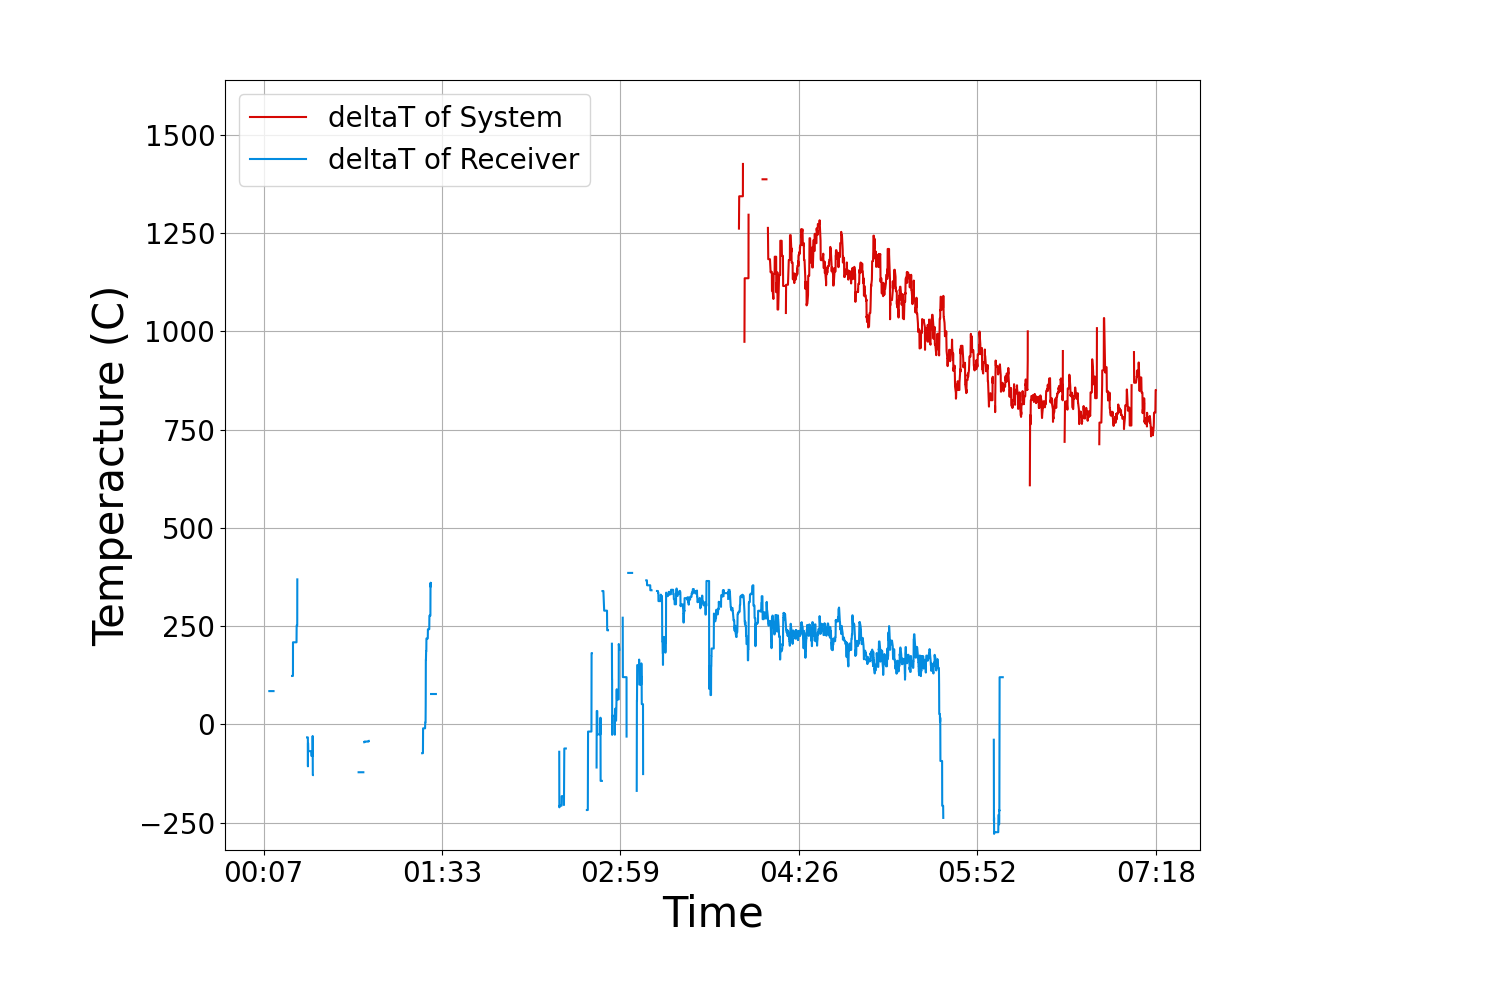 deltaT of System
deltaT of Receiver
1500
1250
1000
750
500
250
0
−250
Temperacture (C)
00:07 01:33 02:59 04:26 05:52 07:18
Time